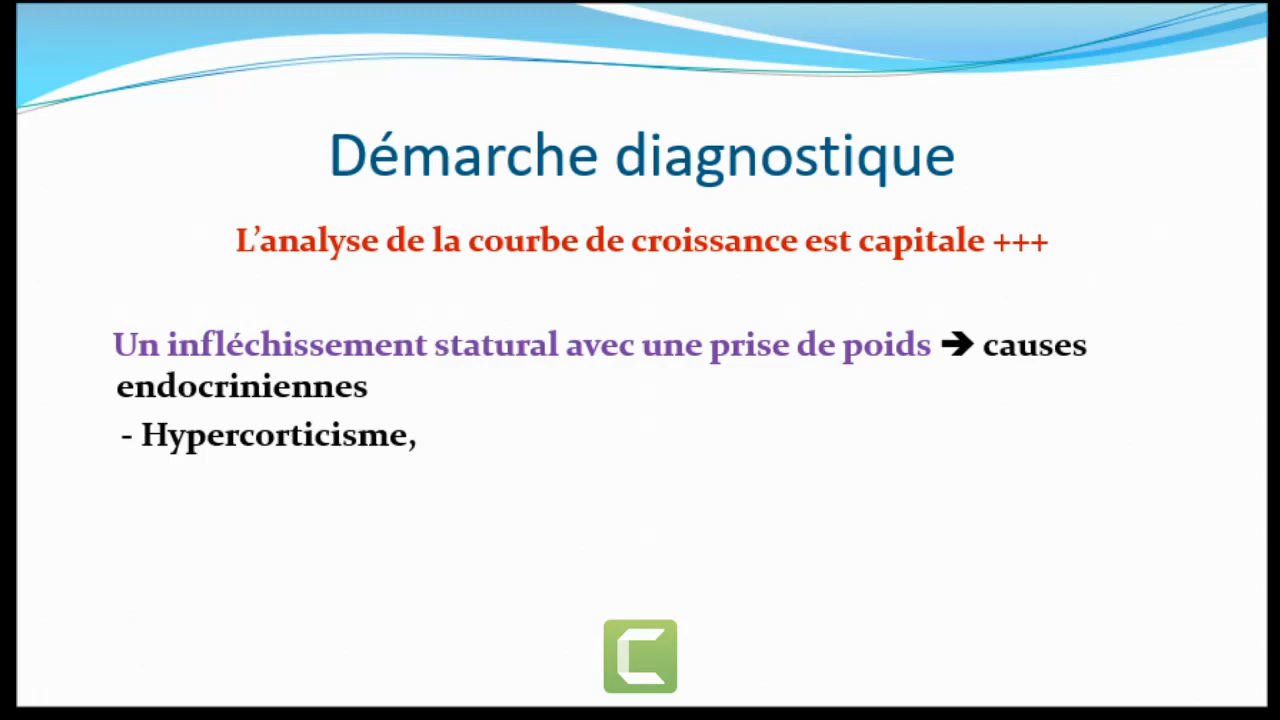 Démarche diagnostique
L’analyse de la courbe de croissance est capitale +++
Un infléchissement statural avec une prise de poids ➔ causes
endocriniennes
- Hypercorticisme,